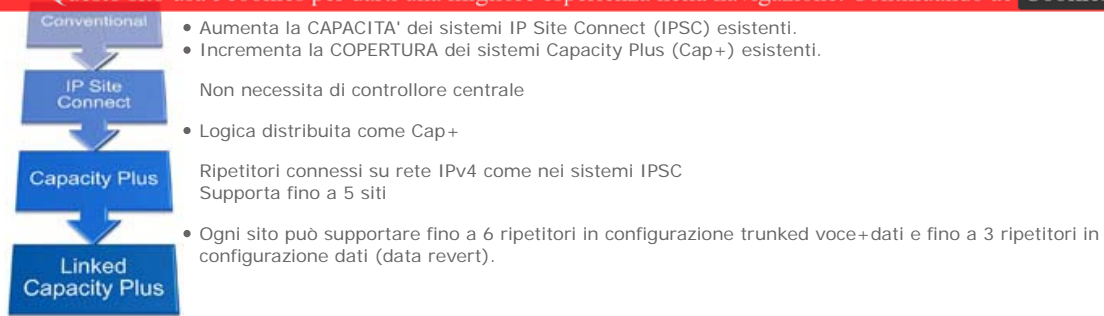 Conventional
• Aumenta la CAPACITA' dei sistemi IP Site Connect (IPSC) esistenti.
• Incrementa la COPERTURA dei sistemi Capacity Plus (Cap+) esistenti.
IP Site
Connect
Non necessita di controllore centrale
• Logica distribuita come Cap+
Capacity Plus
Ripetitori connessi su rete IPv4 come nei sistemi IPSC
Supporta fino a 5 siti
• Ogni sito può supportare fino a 6 ripetitori in configurazione trunked voce+dati e fino a 3 ripetitori in
configurazione dati (data revert).
Linked
Capacity Plus